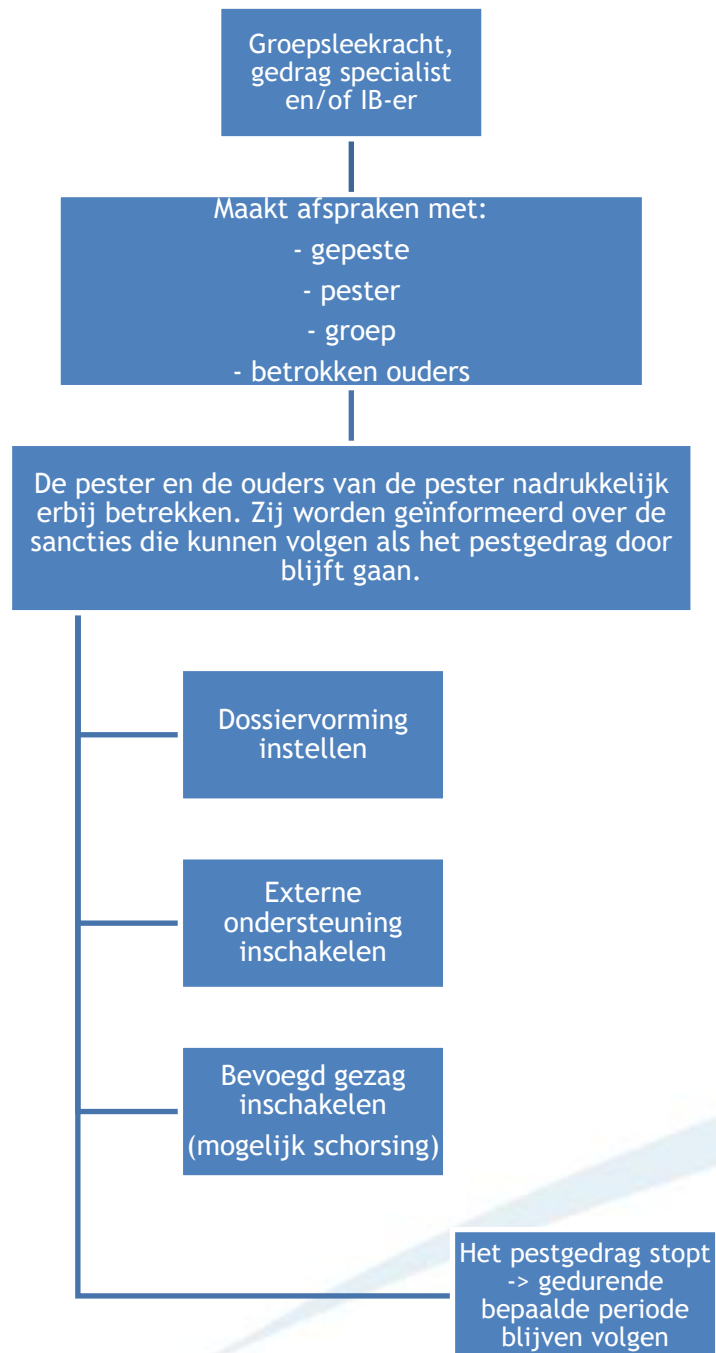 Groepsleekracht,
gedrag specialist
en/of IB-er
Maakt afspraken met:
- gepeste
- pester
- groep
- betrokken ouders
De pester en de ouders van de pester nadrukkelijk
erbij betrekken. Zij worden geïnformeerd over de
sancties die kunnen volgen als het pestgedrag door
blijft gaan.
Dossiervorming
instellen
Externe
ondersteuning
inschakelen
Bevoegd gezag
inschakelen
(mogelijk schorsing)
Het pestgedrag stopt
-> gedurende
bepaalde periode
blijven volgen